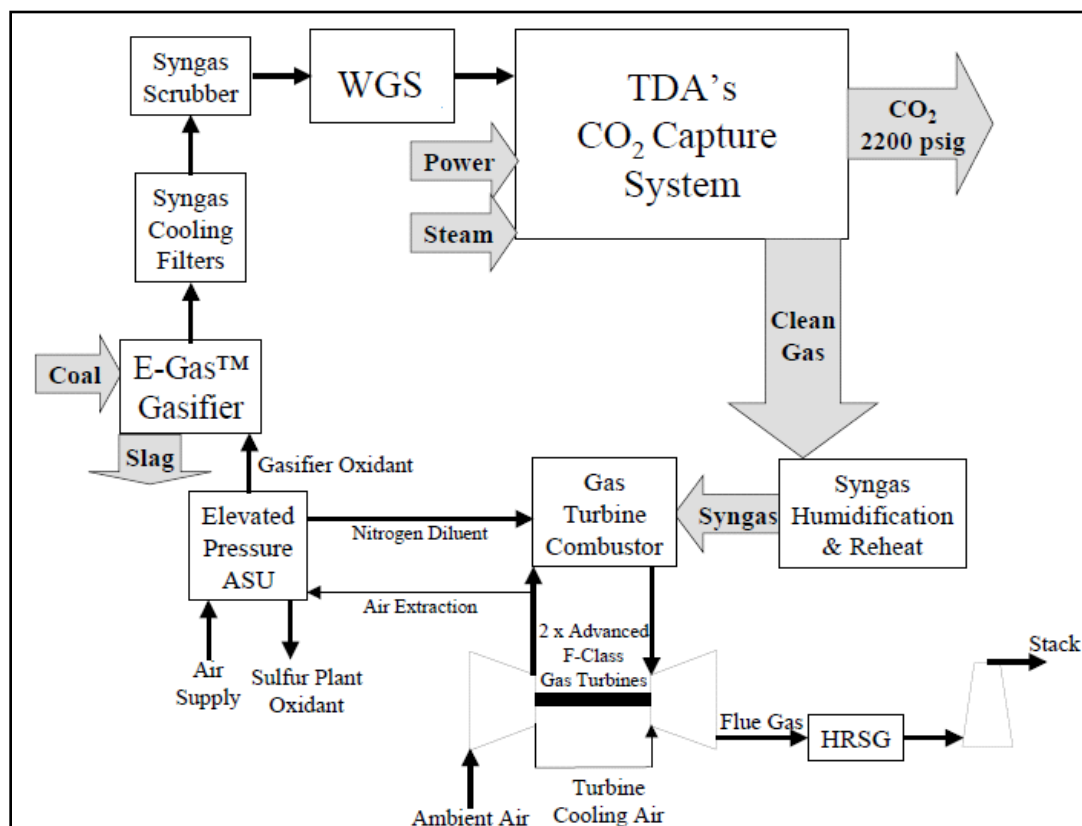 Syngas
Scrubber
WGS
TDA's
CO₂ Capture
System
CO₂
2200 psig
Power
Steam
Syngas
Cooling
Filters
Clean
Gas
Coal
E-Gas™
Gasifier
Slag
Gasifier Oxidant
Elevated
Pressure
ASU
Nitrogen Diluent
Gas
Turbine
Combustor
Syngas
Syngas
Humidification
& Reheat
Air Extraction
2 x Advanced
F-Class
Gas Turbines
Stack
Air
Supply
Sulfur Plant
Oxidant
Flue Gas
HRSG
Ambient Air
Turbine
Cooling Air